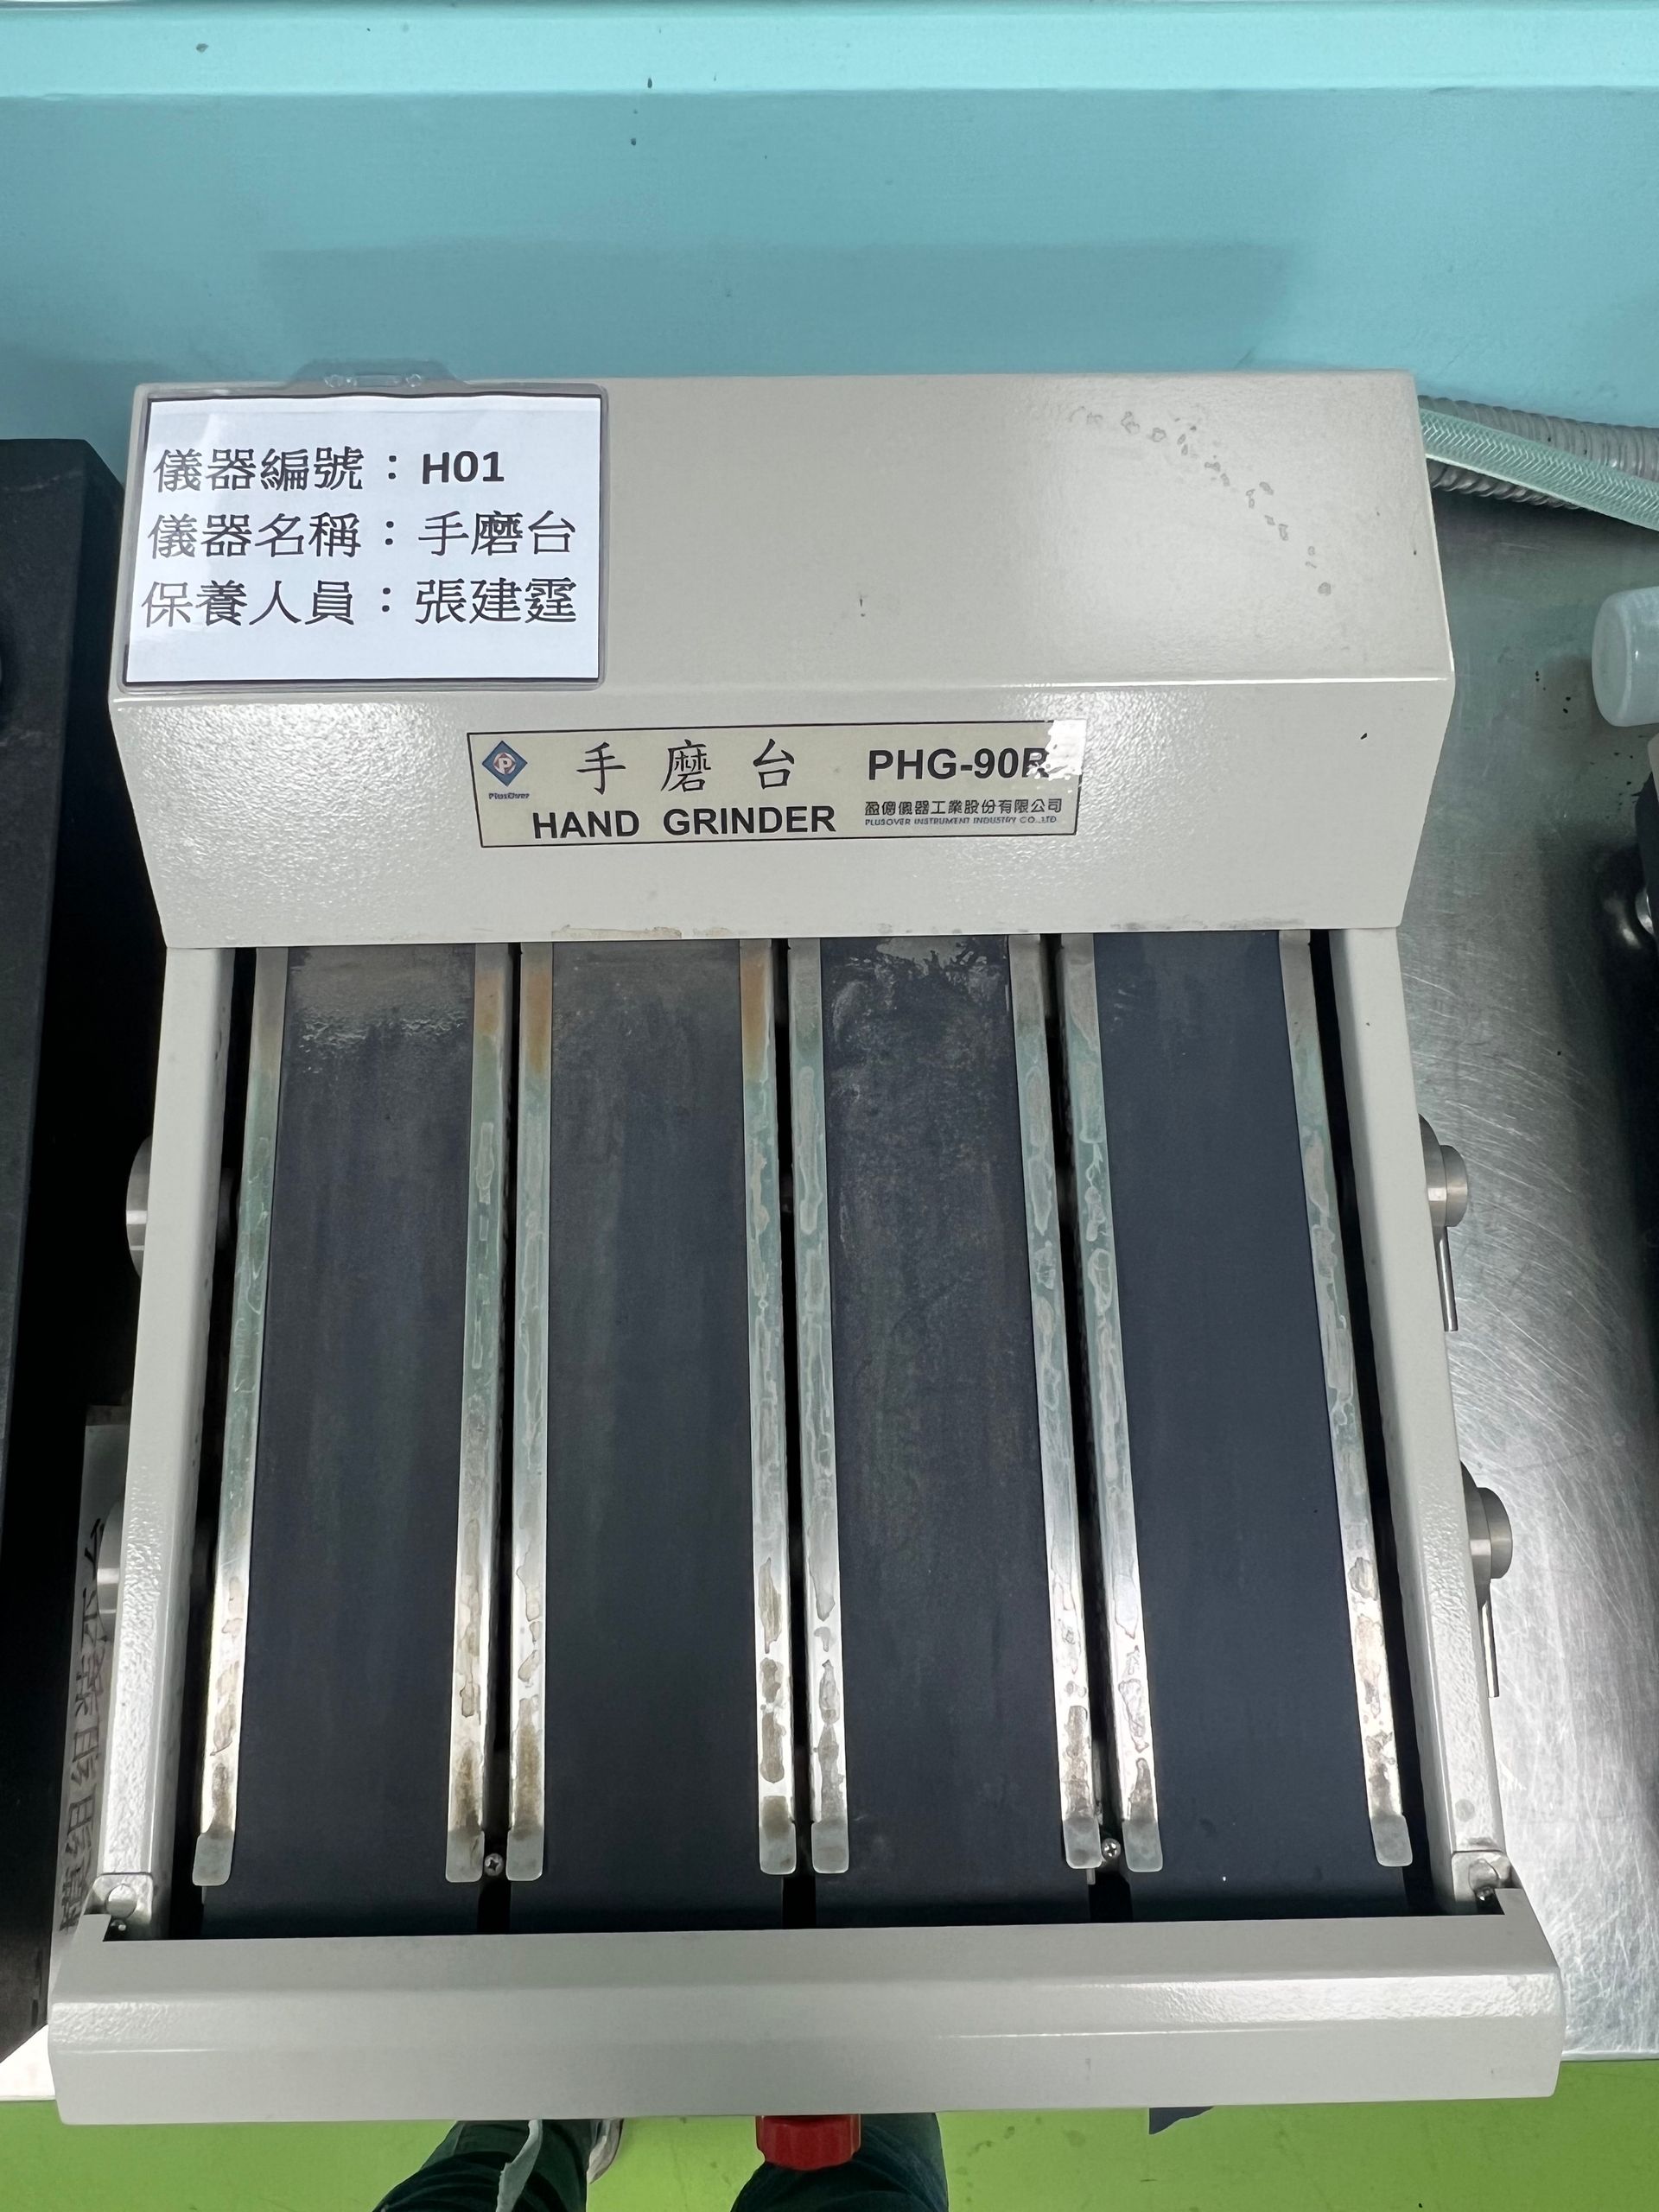 儀器編號：H01
儀器名稱：手磨台
保養人員：張建霆
PlusOver
手磨台 PHG-90R
HAND GRINDER
盈億儀器工業股份有限公司
PLUSOVER INSTRUMENT INDUSTRY CO.,LTD.